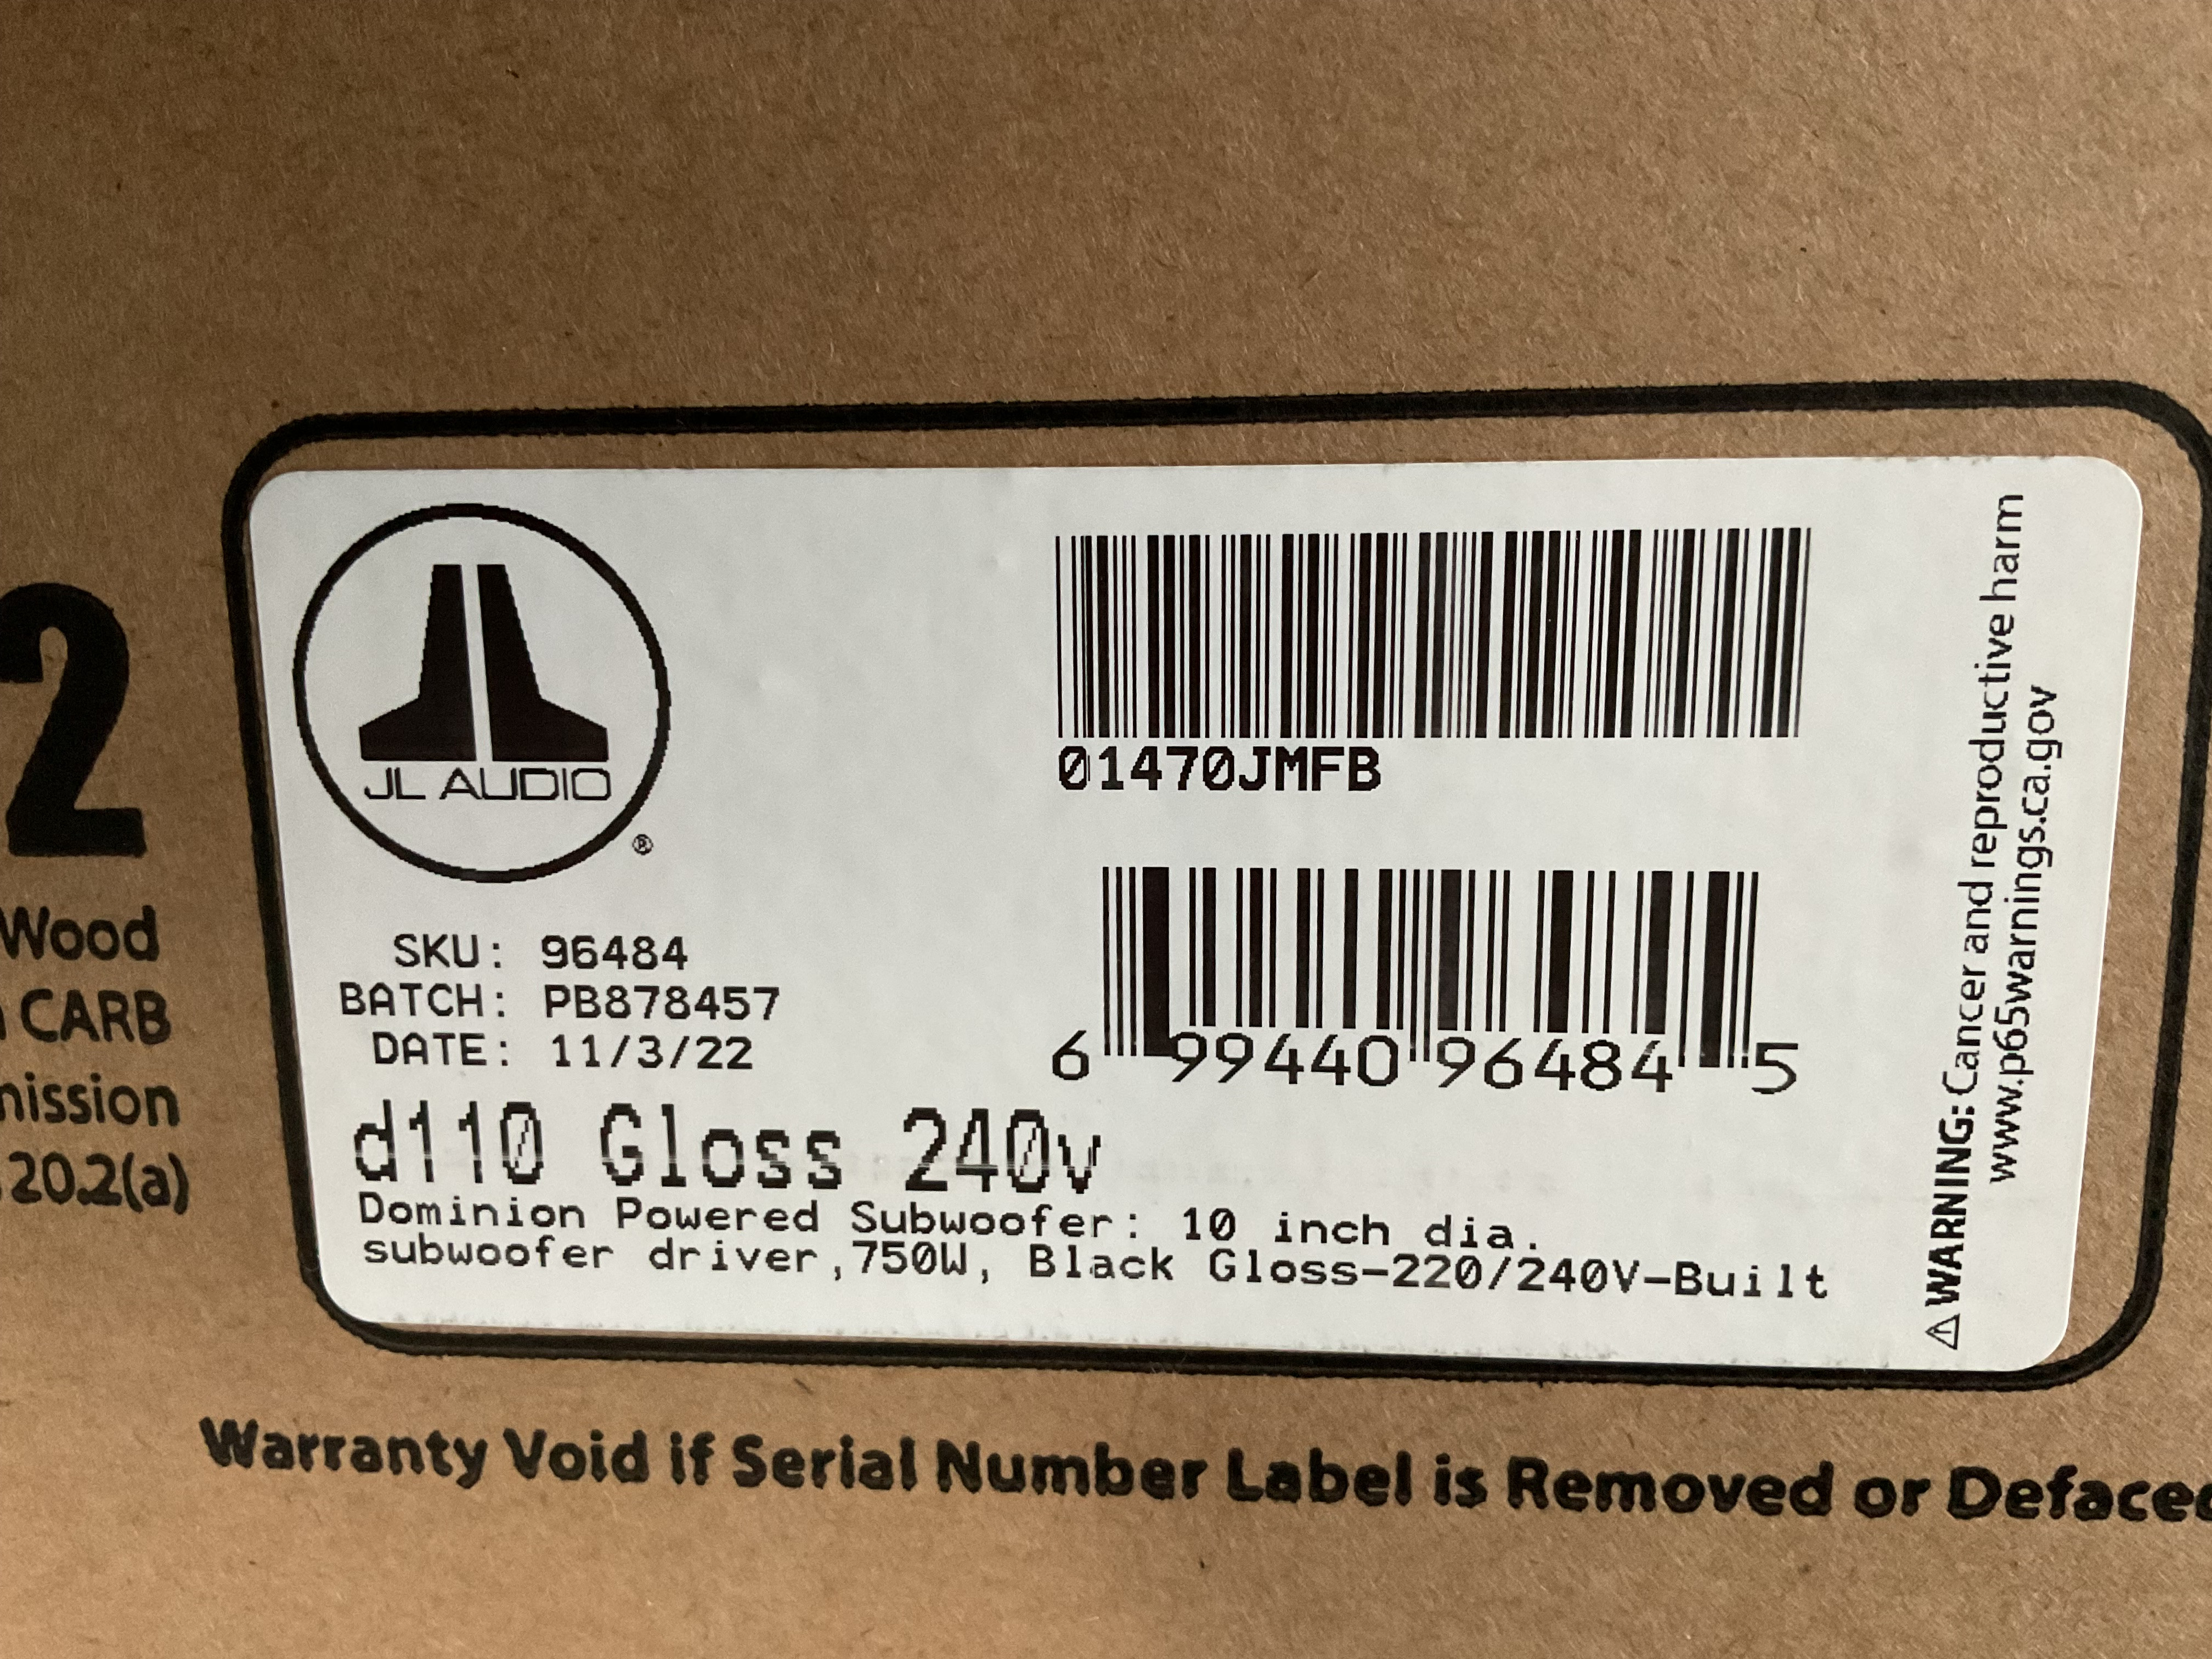 2
Wood
CARB
20.2(a)
JL AUDIO
®
01470JMFB
SKU: 96484
BATCH: PB878457
DATE: 11/3/22
6 99440 96484 5
d110 Gloss 240v
Dominion Powered Subwoofer: 10 inch dia.
subwoofer driver,750W, Black Gloss-220/240V-Built
⚠ WARNING: Cancer and reproductive harm
www.p65warnings.ca.gov
Warranty Void if Serial Number Label is Removed or Deface